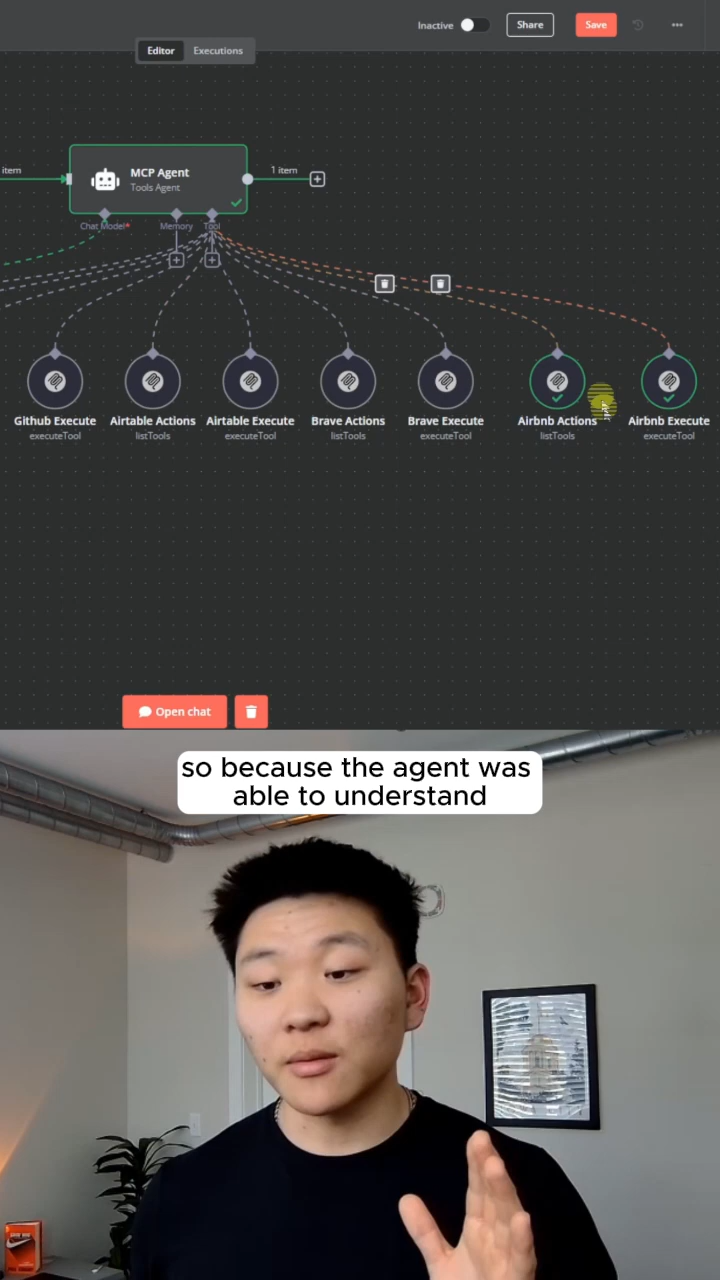 Inactive
Share
Save
Editor
Executions
item
MCP Agent
Tools Agent
1 item
Chat Model*
Memory
Tool
Github Execute
executeTool
Airtable Actions
listTools
Airtable Execute
executeTool
Brave Actions
listTools
Brave Execute
executeTool
Airbnb Actions
listTools
Airbnb Execute
executeTool
Open chat
so because the agent was
able to understand